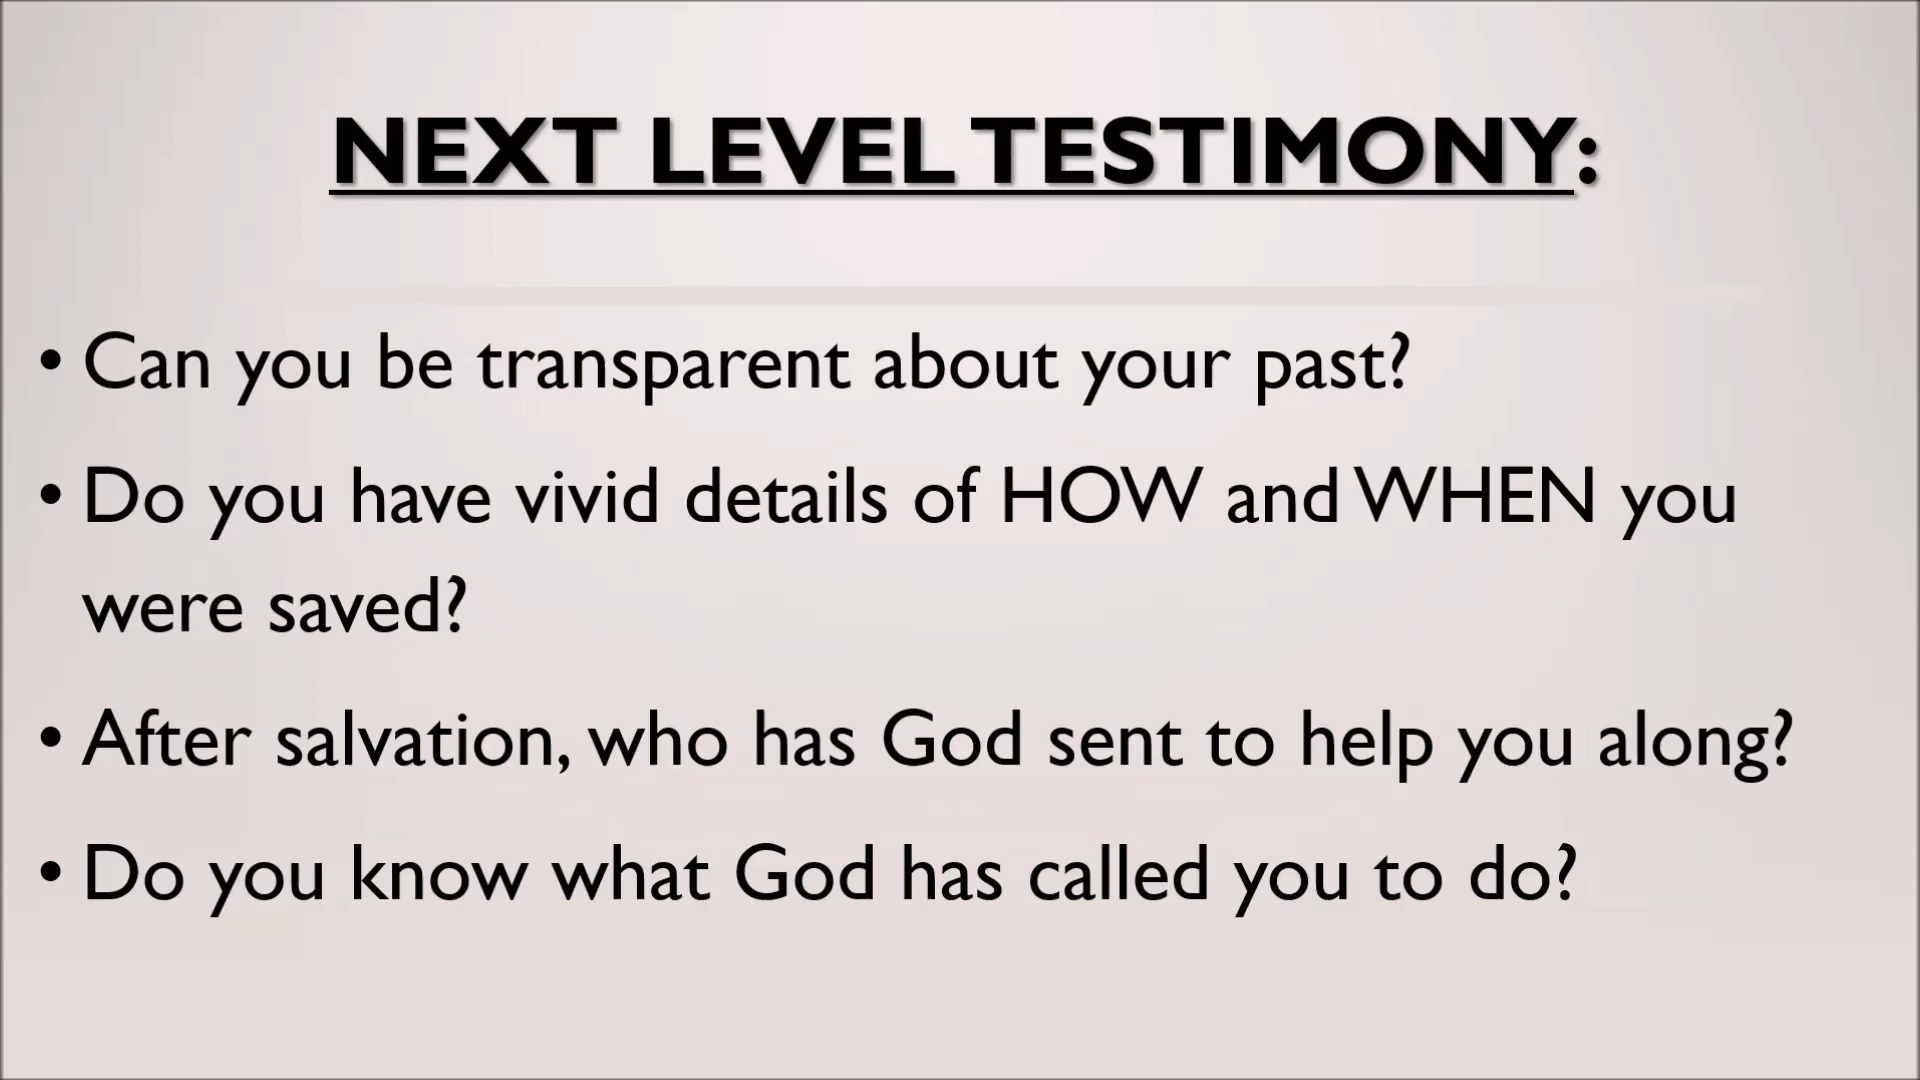 NEXT LEVEL TESTIMONY:
• Can you be transparent about your past?
• Do you have vivid details of HOW and WHEN you
were saved?
• After salvation, who has God sent to help you along?
• Do you know what God has called you to do?